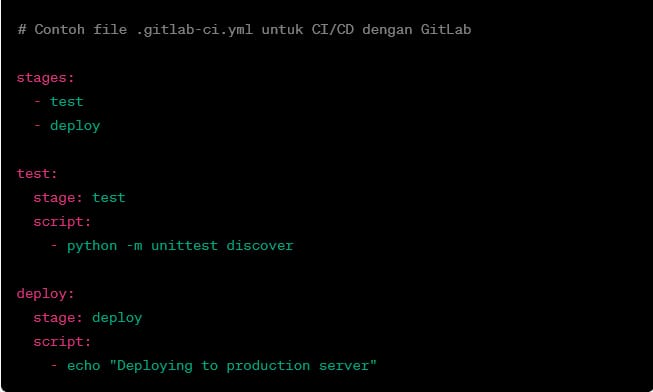 # Contoh file .gitlab-ci.yml untuk CI/CD dengan GitLab
stages:
  - test
  - deploy
test:
  stage: test
  script:
    - python -m unittest discover
deploy:
  stage: deploy
  script:
    - echo "Deploying to production server"